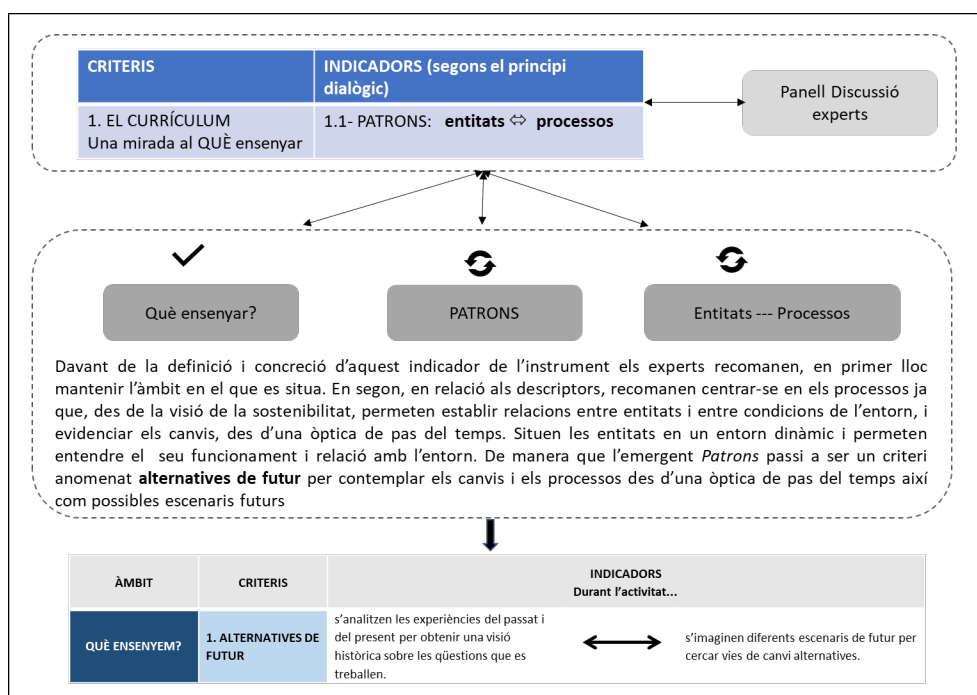 CRITERIS
INDICADORS (segons el principi
dialògic)
1. EL CURRÍCULUM
Una mirada al QUÈ ensenyar
1.1- PATRONS: entitats ⇔ processos
Panell Discussió
experts
Què ensenyar?
PATRONS
Entitats --- Processos
Davant de la definició i concreció d'aquest indicador de l'instrument els experts recomanen, en primer lloc
mantenir l'àmbit en el que es situa. En segon, en relació als descriptors, recomanen centrar-se en els processos ja
que, des de la visió de la sostenibilitat, permeten establir relacions entre entitats i entre condicions de l'entorn, i
evidenciar els canvis, des d'una òptica de pas del temps. Situen les entitats en un entorn dinàmic i permeten
entendre el seu funcionament i relació amb l'entorn. De manera que l'emergent Patrons passi a ser un criteri
anomenat alternatives de futur per contemplar els canvis i els processos des d'una òptica de pas del temps així
com possibles escenaris futurs
ÀMBIT
CRITERIS
INDICADORS
Durant l'activitat...
QUÈ ENSENYEM?
1. ALTERNATIVES DE
FUTUR
s'analitzen les experiències del passat i
del present per obtenir una visió
històrica sobre les qüestions que es
treballen.
s'imaginen diferents escenaris de futur per
cercar vies de canvi alternatives.